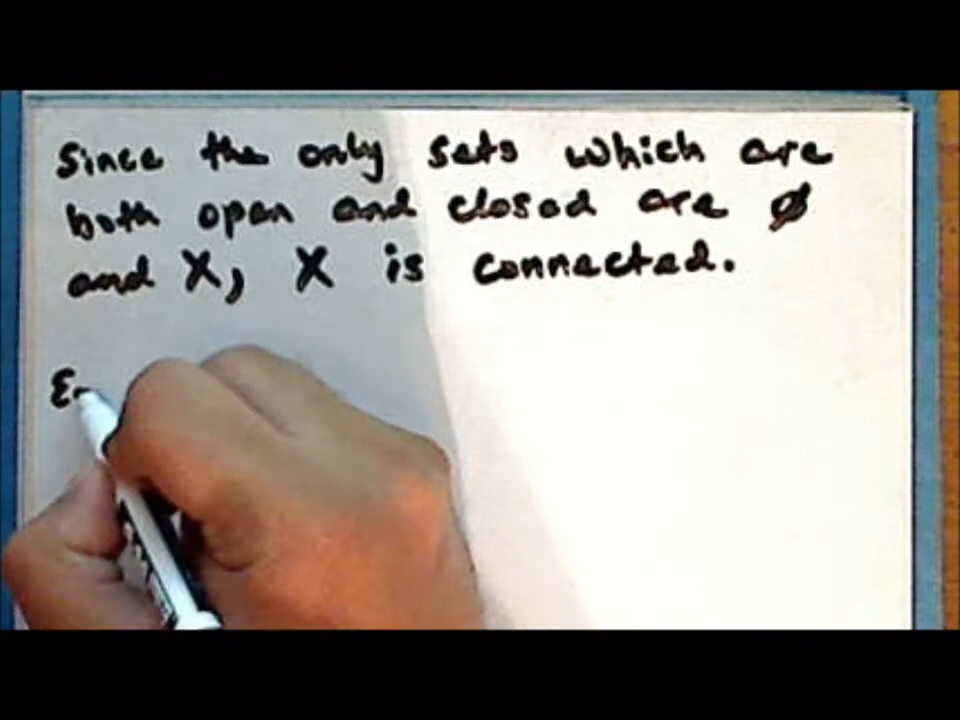 Since the only sets which are
both open and closed are ϕ
and X, X is connected.